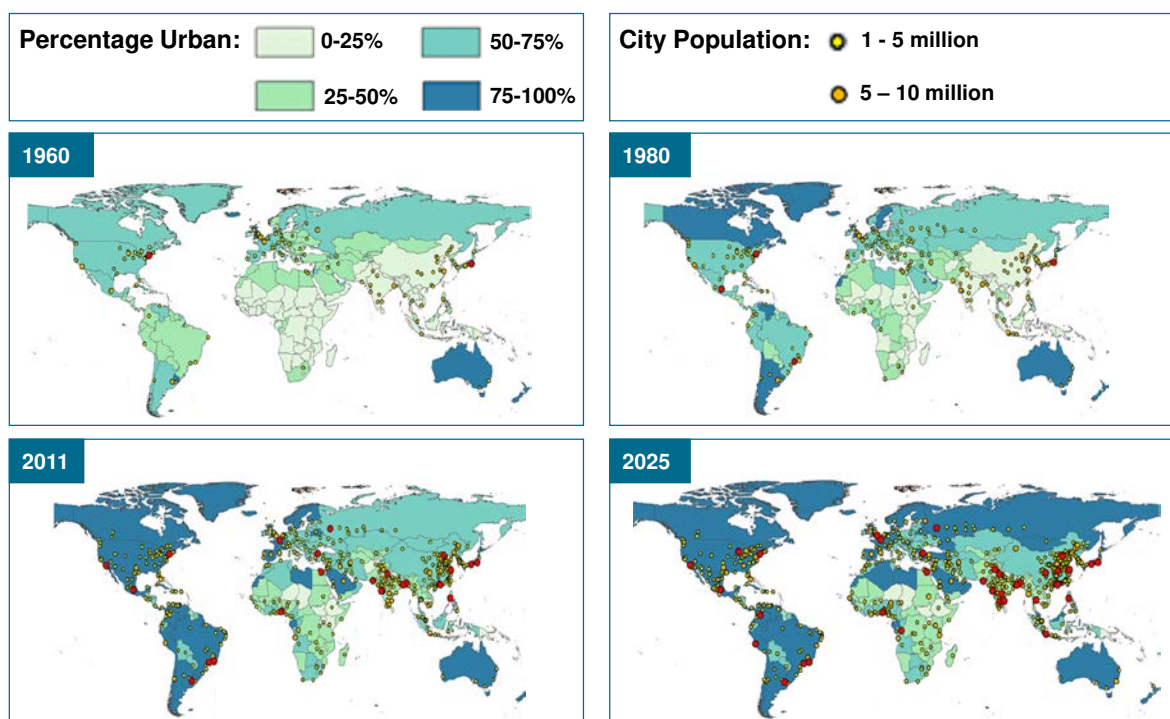 Percentage Urban:
0-25%
50-75%
25-50%
75-100%
City Population:
1 - 5 million
5 – 10 million
1960
1980
2011
2025